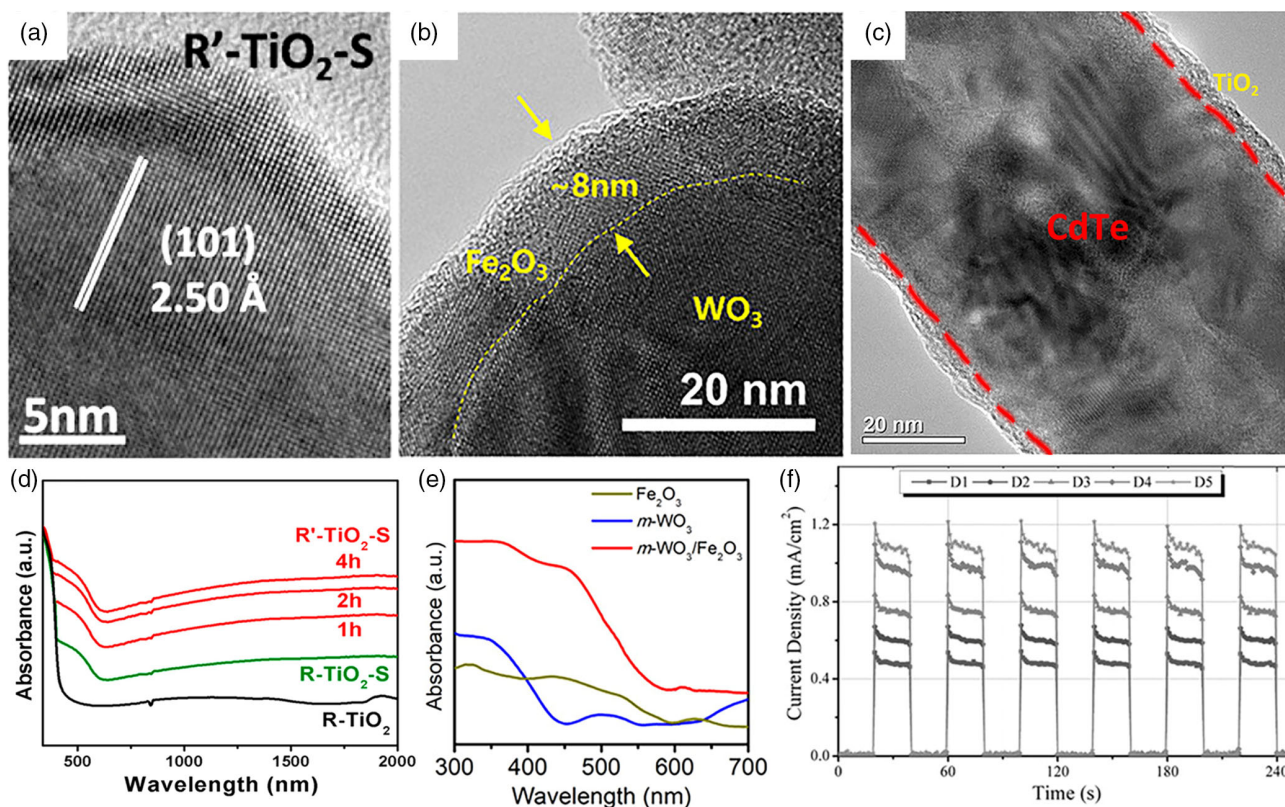 (a)
R’-TiO₂-S
(101)
2.50 Å
5nm
(b)
~8nm
Fe₂O₃
WO₃
20 nm
(c)
TiO₂
CdTe
20 nm
(d)
R'-TiO₂-S
4h
2h
1h
R-TiO₂-S
R-TiO₂
Absorbance (a.u.)
500 1000 1500 2000
Wavelength (nm)
(e)
Fe₂O₃
m-WO₃
m-WO₃/Fe₂O₃
Absorbance (a.u.)
300 400 500 600 700
Wavelength (nm)
(f)
D1 D2 D3 D4 D5
Current Density (mA/cm²)
1.2
0.8
0.4
0.0
0 60 120 180 240
Time (s)